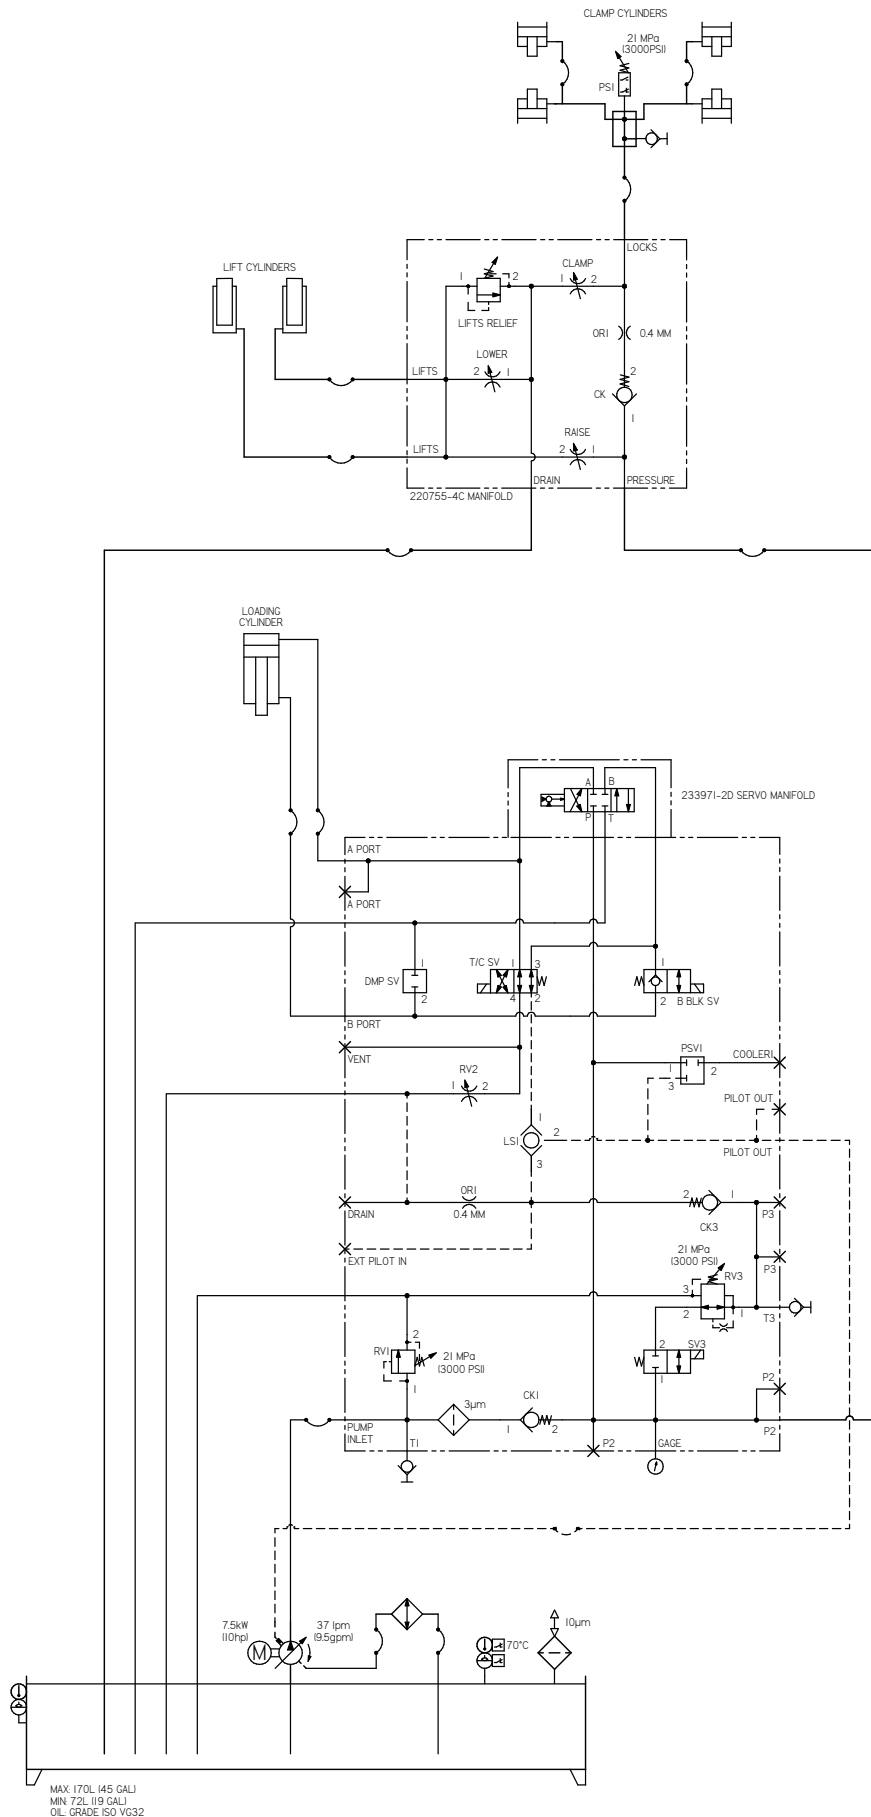 CLAMP CYLINDERS
21 MPa
(3000PSI)
PS1
LOCKS
LIFT CYLINDERS
CLAMP
1
2
1
2
LIFTS RELIEF
OR1
0.4 MM
LOWER
2
1
LIFTS
2
CK
1
RAISE
2
1
LIFTS
DRAIN
PRESSURE
220755-4C MANIFOLD
LOADING
CYLINDER
A
B
P
T
233971-2D SERVO MANIFOLD
A PORT
A PORT
T/C SV
1
3
4
2
DMP SV
1
2
1
2
B BLK SV
B PORT
VENT
PSV1
1
2
3
COOLER1
RV2
1
2
PILOT OUT
1
LS1
2
3
PILOT OUT
OR1
0.4 MM
DRAIN
2
1
CK3
P3
EXT PILOT IN
21 MPa
(3000 PSI)
RV3
P3
3
2
1
T3
2
RV1
21 MPa
(3000 PSI)
1
SV3
2
1
P2
3µm
CK1
1
2
PUMP
INLET
T1
P2
GAGE
P2
7.5kW
(10hp)
M
37 lpm
(9.5gpm)
70°C
10µm
MAX: 170L (45 GAL)
MIN: 72L (19 GAL)
OIL: GRADE ISO VG32